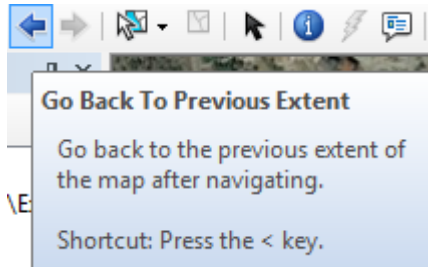 Go Back To Previous Extent
Go back to the previous extent of
the map after navigating.
\E
Shortcut: Press the < key.